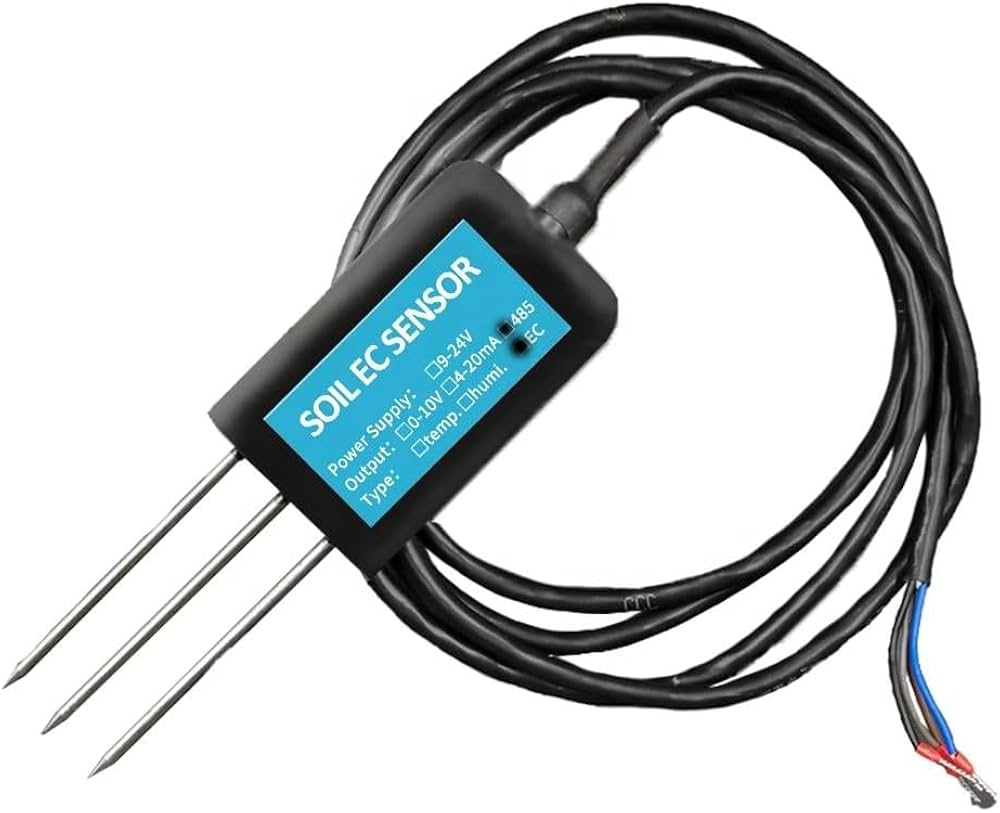 SOIL EC SENSOR
Power Supply: □9-24V
Output: □0-10V □4-20mA ■485
Type: □temp. □humi. ■EC